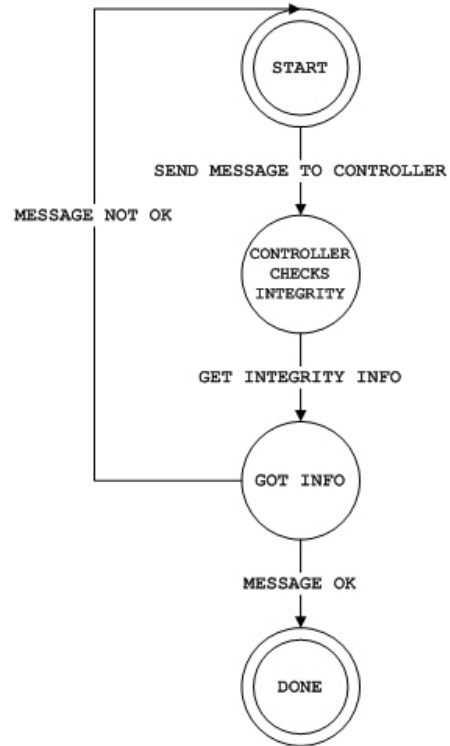 START
SEND MESSAGE TO CONTROLLER
MESSAGE NOT OK
CONTROLLER
CHECKS
INTEGRITY
GET INTEGRITY INFO
GOT INFO
MESSAGE OK
DONE